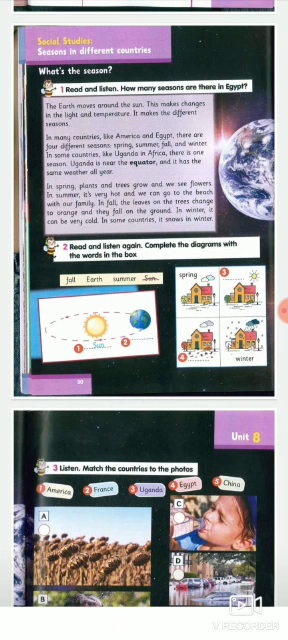 Social Studies:
Seasons in different countries
What's the season?
1 Read and listen. How many seasons are there in Egypt?
The Earth moves around the sun. This makes changes
in the light and temperature. It makes the different
seasons.
In many countries, like America and Egypt, there are
four different seasons: spring, summer, fall, and winter.
In some countries, like Uganda in Africa, there is one
season. Uganda is near the equator, and it has the
same weather all year.
In spring, plants and trees grow and we see flowers.
In summer, it's very hot and we can go to the beach
with our family. In fall, the leaves on the trees change
to orange and they fall on the ground. In winter, it
can be very cold. In some countries, it snows in winter.
2 Read and listen again. Complete the diagrams with
the words in the box
fall Earth summer Sun
spring 3
1 Sun 2
4 winter
Unit 8
3 Listen. Match the countries to the photos
1 America 2 France 3 Uganda 4 Egypt 5 China
A
C
D
B
V RECORDER